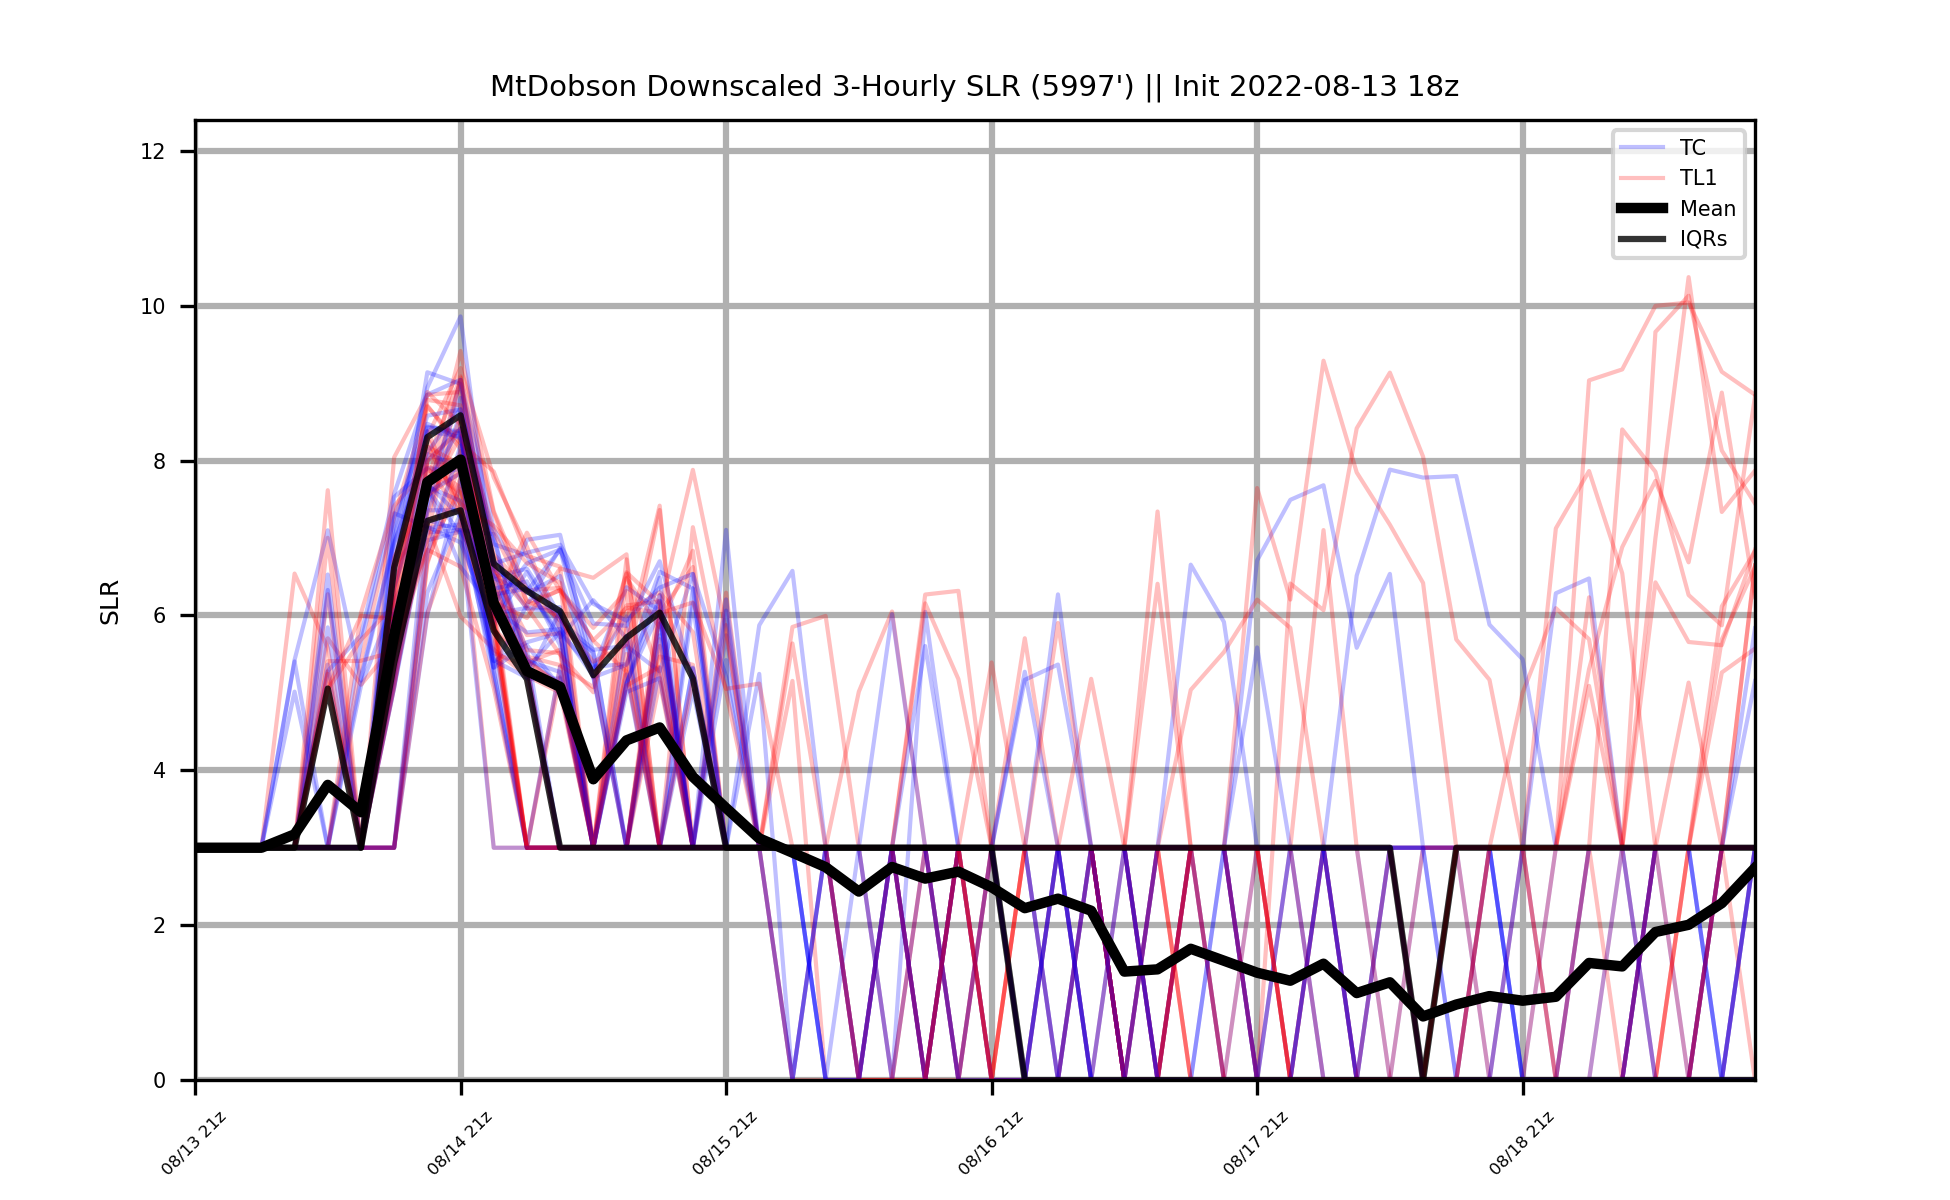 MtDobson Downscaled 3-Hourly SLR (5997') || Init 2022-08-13 18z
TC
TL1
Mean
IQRs
SLR
12
10
8
6
4
2
0
08/13 21z
08/14 21z
08/15 21z
08/16 21z
08/17 21z
08/18 21z